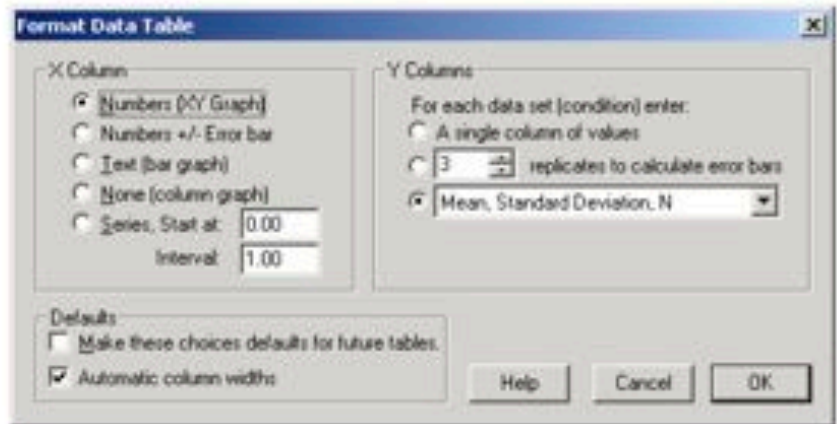 Format Data Table
X Column
Numbers (XY Graph)
Numbers +/- Error bar
Text (bar graph)
None (column graph)
Series, Start at: 0.00
Interval: 1.00
Y Columns
For each data set (condition) enter:
A single column of values
3 replicates to calculate error bars
Mean, Standard Deviation, N
Defaults
Make these choices defaults for future tables.
Automatic column widths
Help
Cancel
OK